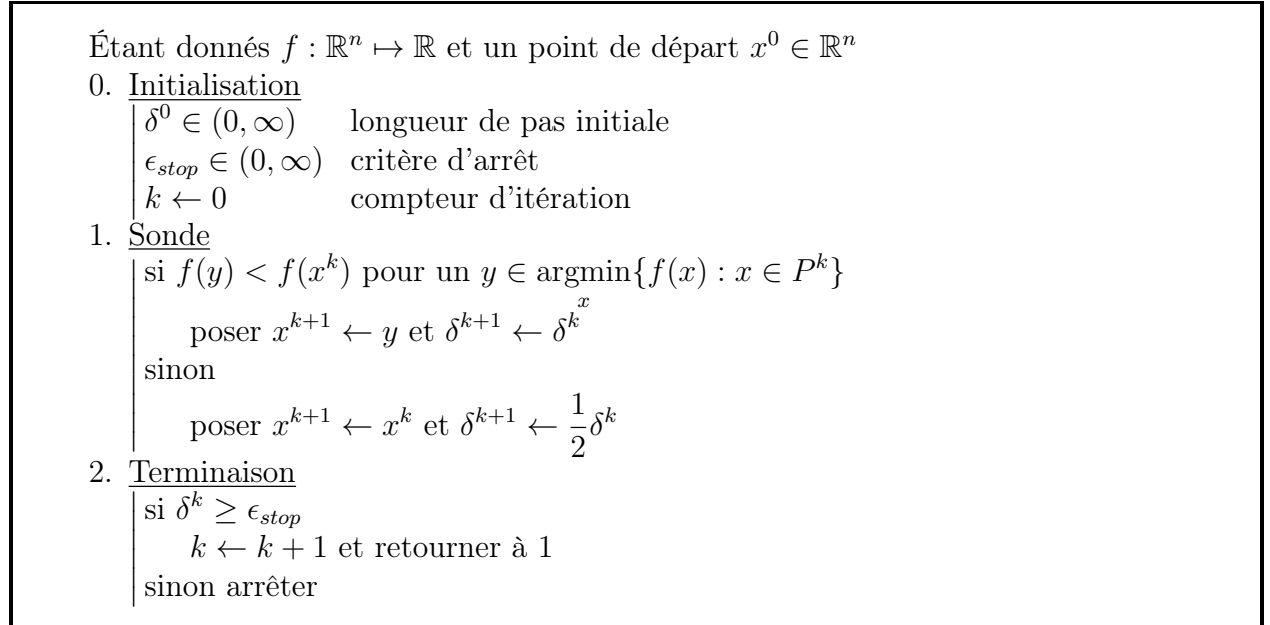 Étant donnés f : ℝⁿ ↦ ℝ et un point de départ x⁰ ∈ ℝⁿ
0. Initialisation
δ⁰ ∈ (0, ∞) longueur de pas initiale
ϵ_stop ∈ (0, ∞) critère d'arrêt
k ← 0 compteur d'itération
1. Sonde
si f(y) < f(xᵏ) pour un y ∈ argmin{f(x) : x ∈ Pᵏ}
x
poser xᵏ⁺¹ ← y et δᵏ⁺¹ ← δᵏ
sinon
poser xᵏ⁺¹ ← xᵏ et δᵏ⁺¹ ← 1/2 δᵏ
2. Terminaison
si δᵏ ≥ ϵ_stop
k ← k + 1 et retourner à 1
sinon arrêter